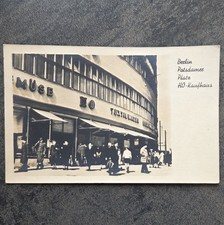 Berlin
Potsdamer
Platz
HO-Kaufhaus
MÜSE
HO